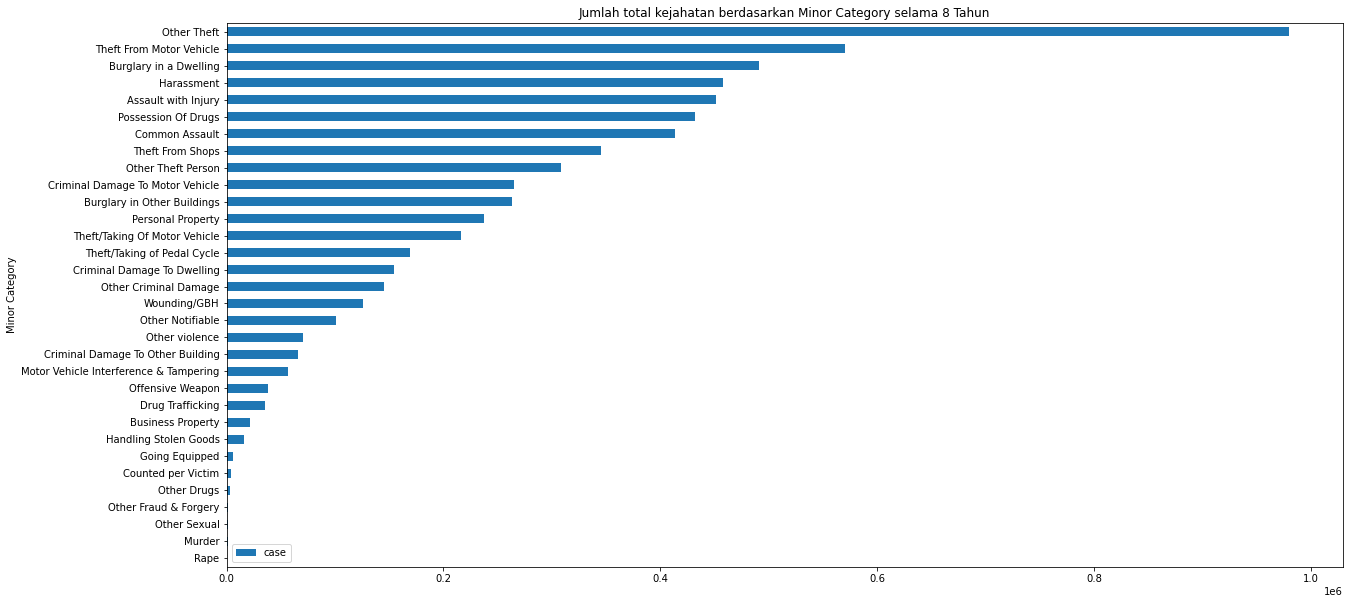 Jumlah total kejahatan berdasarkan Minor Category selama 8 Tahun
Minor Category
Other Theft
Theft From Motor Vehicle
Burglary in a Dwelling
Harassment
Assault with Injury
Possession Of Drugs
Common Assault
Theft From Shops
Other Theft Person
Criminal Damage To Motor Vehicle
Burglary in Other Buildings
Personal Property
Theft/Taking Of Motor Vehicle
Theft/Taking of Pedal Cycle
Criminal Damage To Dwelling
Other Criminal Damage
Wounding/GBH
Other Notifiable
Other violence
Criminal Damage To Other Building
Motor Vehicle Interference & Tampering
Offensive Weapon
Drug Trafficking
Business Property
Handling Stolen Goods
Going Equipped
Counted per Victim
Other Drugs
Other Fraud & Forgery
Other Sexual
Murder
Rape
case
0.0 0.2 0.4 0.6 0.8 1.0
1e6